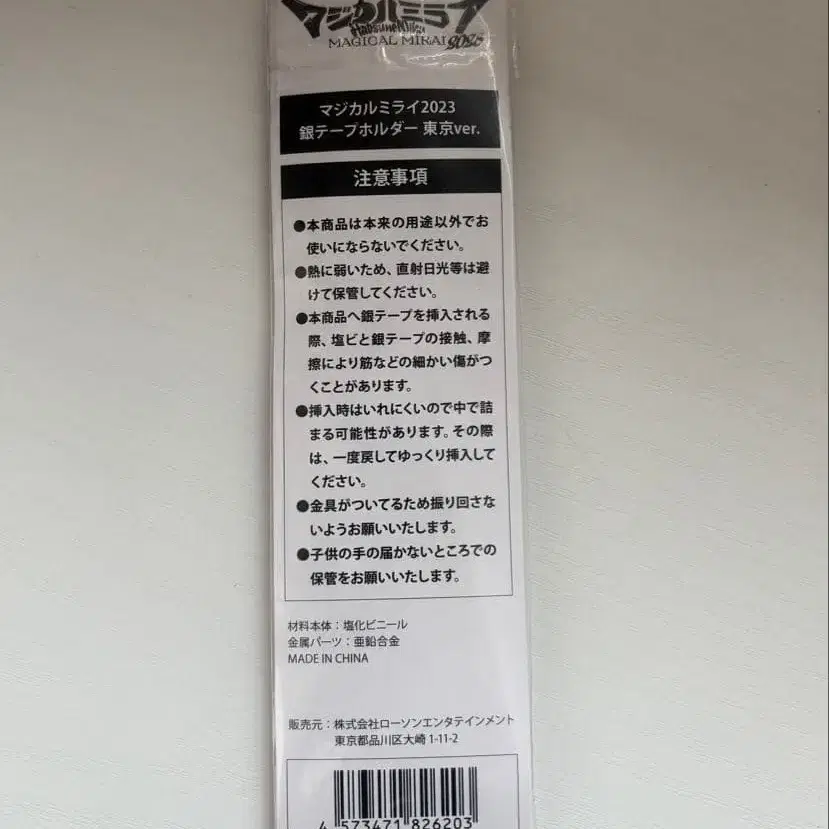 マジカルミライ
Hatsune Miku
MAGICAL MIRAI 2023
マジカルミライ2023
銀テープホルダー 東京ver.
注意事項
●本商品は本来の用途以外でお
使いにならないでください。
●熱に弱いため、直射日光等は避
けて保管してください。
●本商品へ銀テープを挿入される
際、塩ビと銀テープの接触、摩
擦により筋などの細かい傷がつ
くことがあります。
●挿入時はいれにくいので中で詰
まる可能性があります。その際
は、一度戻してゆっくり挿入して
ください。
●金具がついてるため振り回さな
いようお願いいたします。
●子供の手の届かないところでの
保管をお願いいたします。
材料本体：塩化ビニール
金属パーツ：亜鉛合金
MADE IN CHINA
販売元：株式会社ローソンエンタテインメント
東京都品川区大崎 1-11-2
4 573471 826203